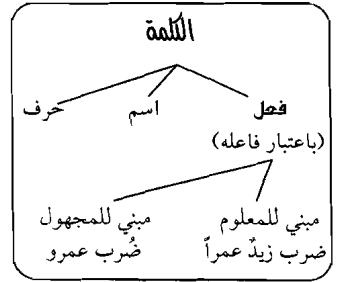 الكلمة
فعل اسم حرف
(باعتبار فاعله)
مبني للمعلوم مبني للمجهول
ضرب زيدٌ عمراً ضُرب عمرو